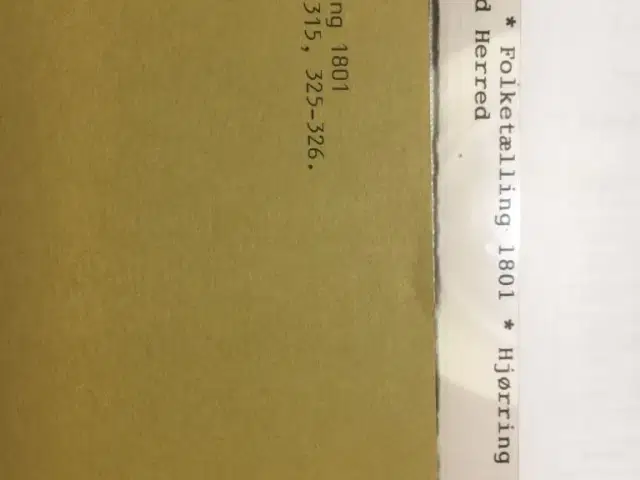 * Folketælling 1801 * Hjørring
d Herred
ng 1801
315, 325-326.